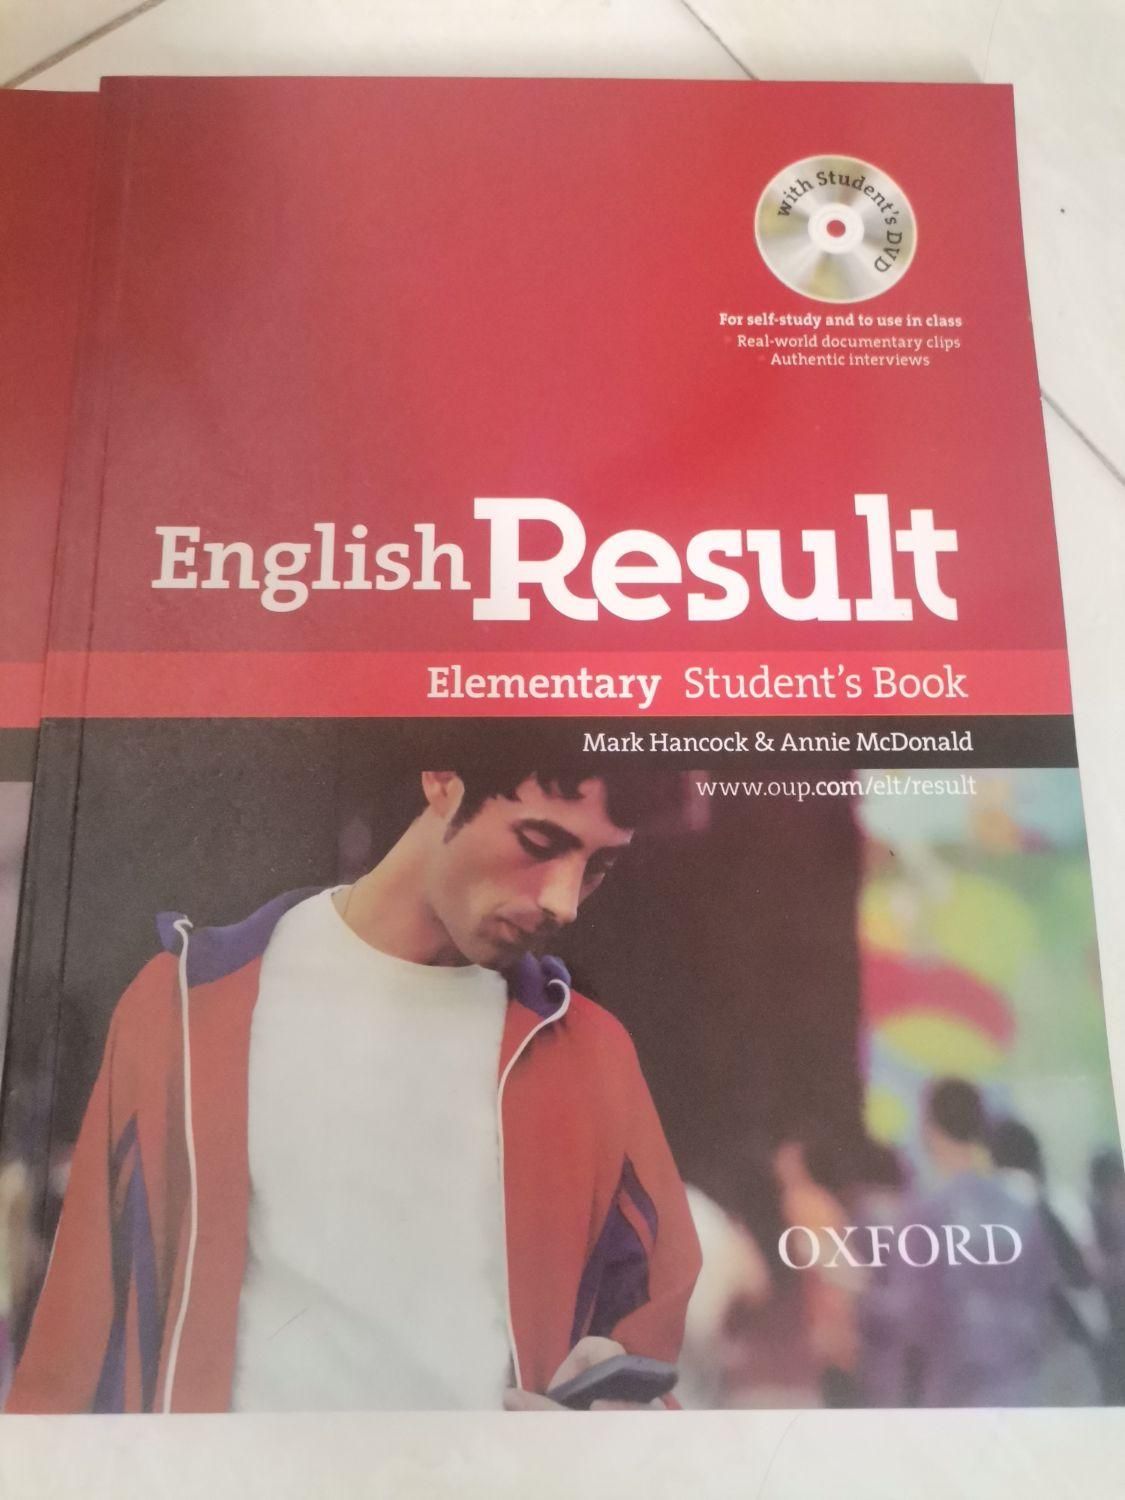 with Student's DVD
For self-study and to use in class
Real-world documentary clips
Authentic interviews
English Result
Elementary Student's Book
Mark Hancock & Annie McDonald
www.oup.com/elt/result
OXFORD